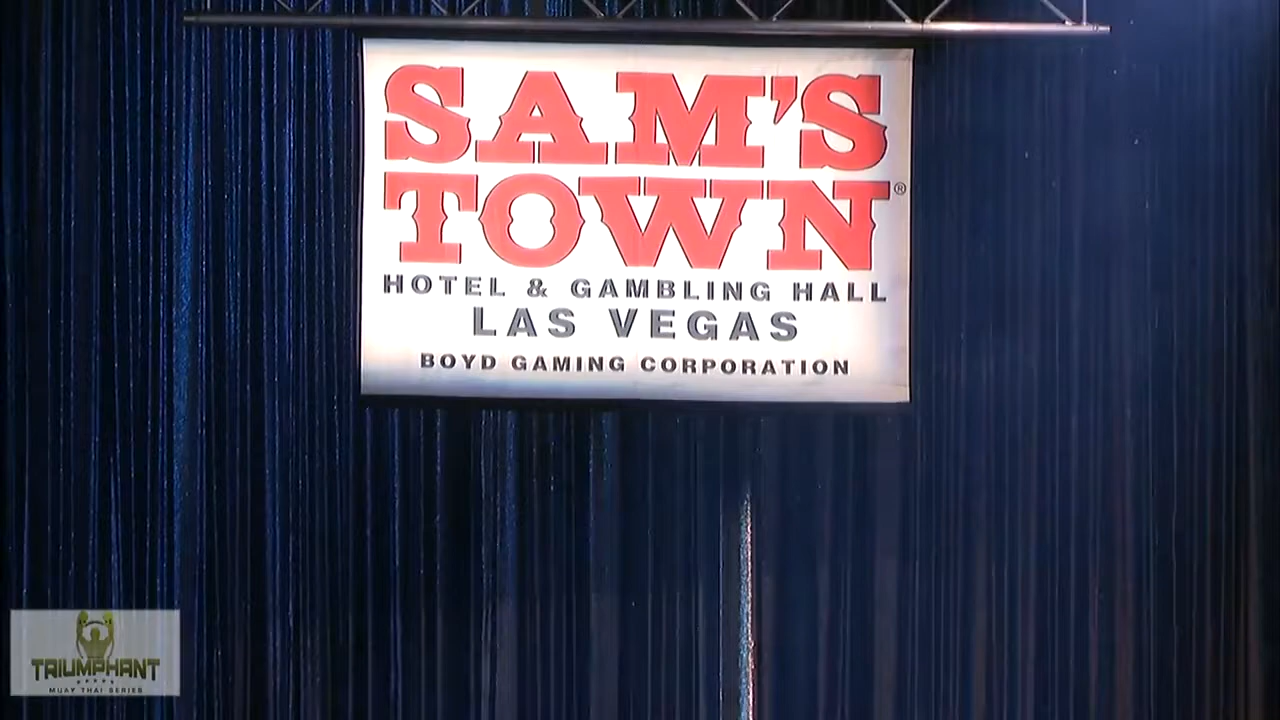 SAM'S
TOWN®
HOTEL & GAMBLING HALL
LAS VEGAS
BOYD GAMING CORPORATION
TRIUMPHANT
MUAY THAI SERIES